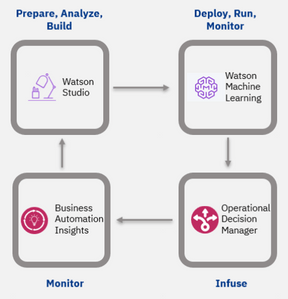 Prepare, Analyze,
Build
Deploy, Run,
Monitor
Watson
Studio
Watson
Machine
Learning
Business
Automation
Insights
Operational
Decision
Manager
Monitor
Infuse